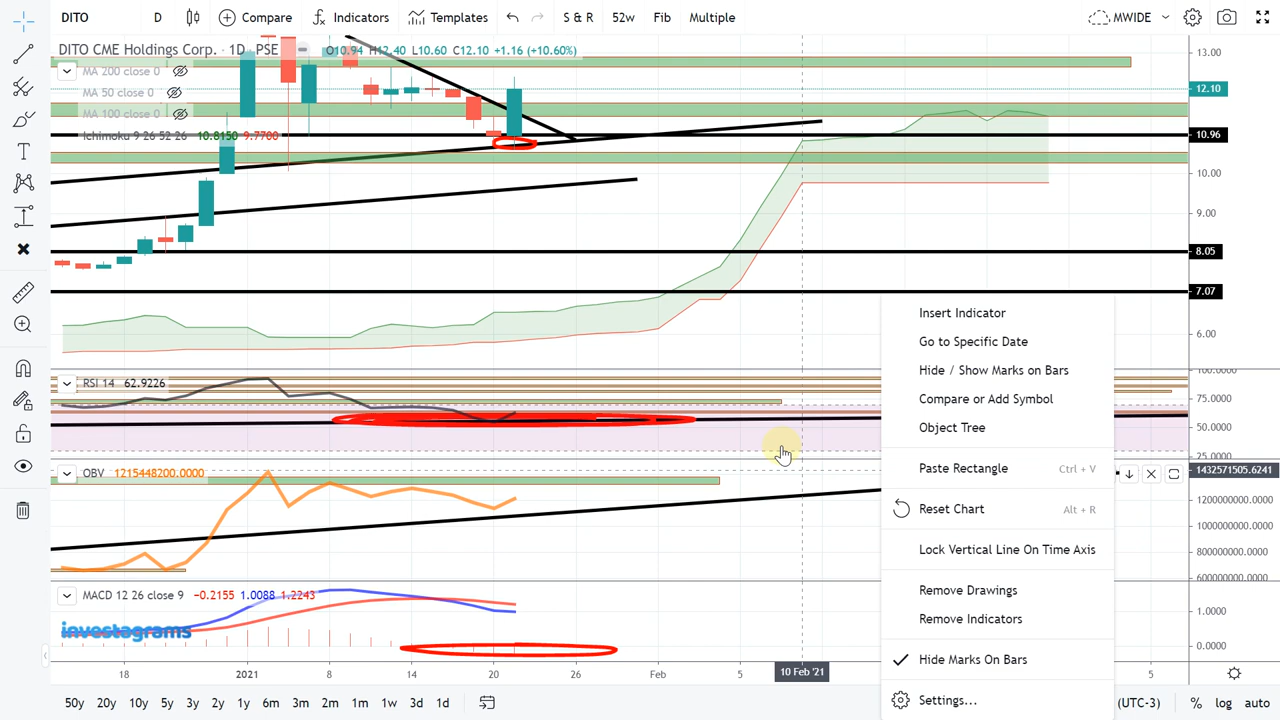 DITO D Compare Indicators Templates S & R 52w Fib Multiple MWIDE
DITO CME Holdings Corp. · 1D · PSE O10.94 H12.40 L10.60 C12.10 +1.16 (+10.60%)
MA 200 close 0
MA 50 close 0
MA 100 close 0
Ichimoku 9 26 52 26 10.8150 9.7700
13.00
12.10
10.96
10.00
9.00
8.05
7.07
6.00
RSI 14 62.9226
100.0000
75.0000
50.0000
25.0000
OBV 1215448200.0000
1432571505.6241
1200000000.0000
1000000000.0000
800000000.0000
600000000.0000
MACD 12 26 close 9 −0.2155 1.0088 1.2243
investagrams
1.0000
0.0000
18 2021 8 14 20 26 Feb 5 10 Feb '21 5
50y 20y 10y 5y 3y 2y 1y 6m 3m 2m 1m 1w 3d 1d (UTC-3) % log auto
Insert Indicator
Go to Specific Date
Hide / Show Marks on Bars
Compare or Add Symbol
Object Tree
Paste Rectangle Ctrl + V
Reset Chart Alt + R
Lock Vertical Line On Time Axis
Remove Drawings
Remove Indicators
Hide Marks On Bars
Settings...